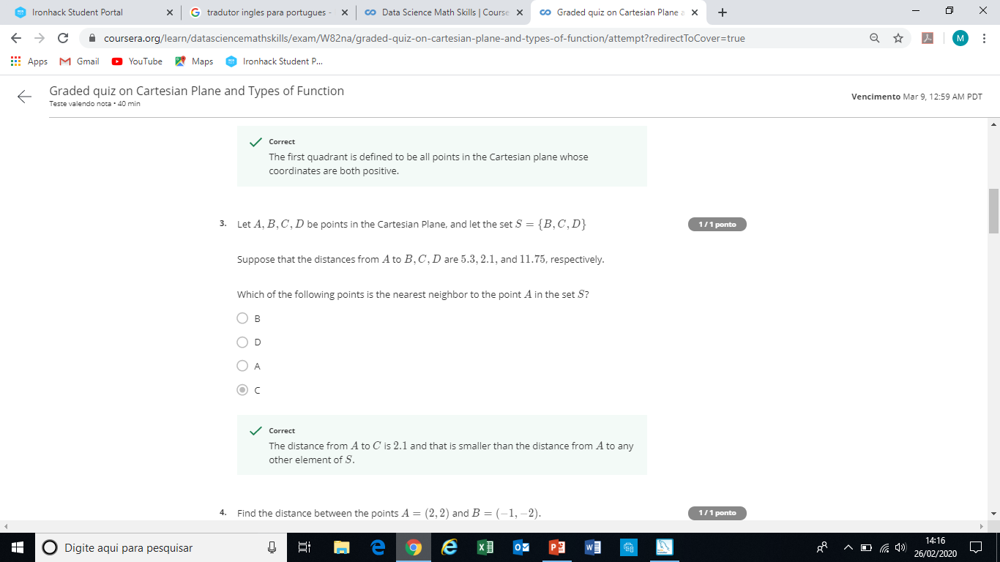 Ironhack Student Portal
tradutor ingles para portugues -
Data Science Math Skills | Course
Graded quiz on Cartesian Plane a
coursera.org/learn/datasciencemathskills/exam/W82na/graded-quiz-on-cartesian-plane-and-types-of-function/attempt?redirectToCover=true
M
Apps
Gmail
YouTube
Maps
Ironhack Student P...
Graded quiz on Cartesian Plane and Types of Function
Teste valendo nota • 40 min
Vencimento Mar 9, 12:59 AM PDT
Correct
The first quadrant is defined to be all points in the Cartesian plane whose
coordinates are both positive.
3. Let A, B, C, D be points in the Cartesian Plane, and let the set S = {B, C, D}
1 / 1 ponto
Suppose that the distances from A to B, C, D are 5.3, 2.1, and 11.75, respectively.
Which of the following points is the nearest neighbor to the point A in the set S?
B
D
A
C
Correct
The distance from A to C is 2.1 and that is smaller than the distance from A to any
other element of S.
4. Find the distance between the points A = (2, 2) and B = (−1, −2).
1 / 1 ponto
Digite aqui para pesquisar
14:16
26/02/2020